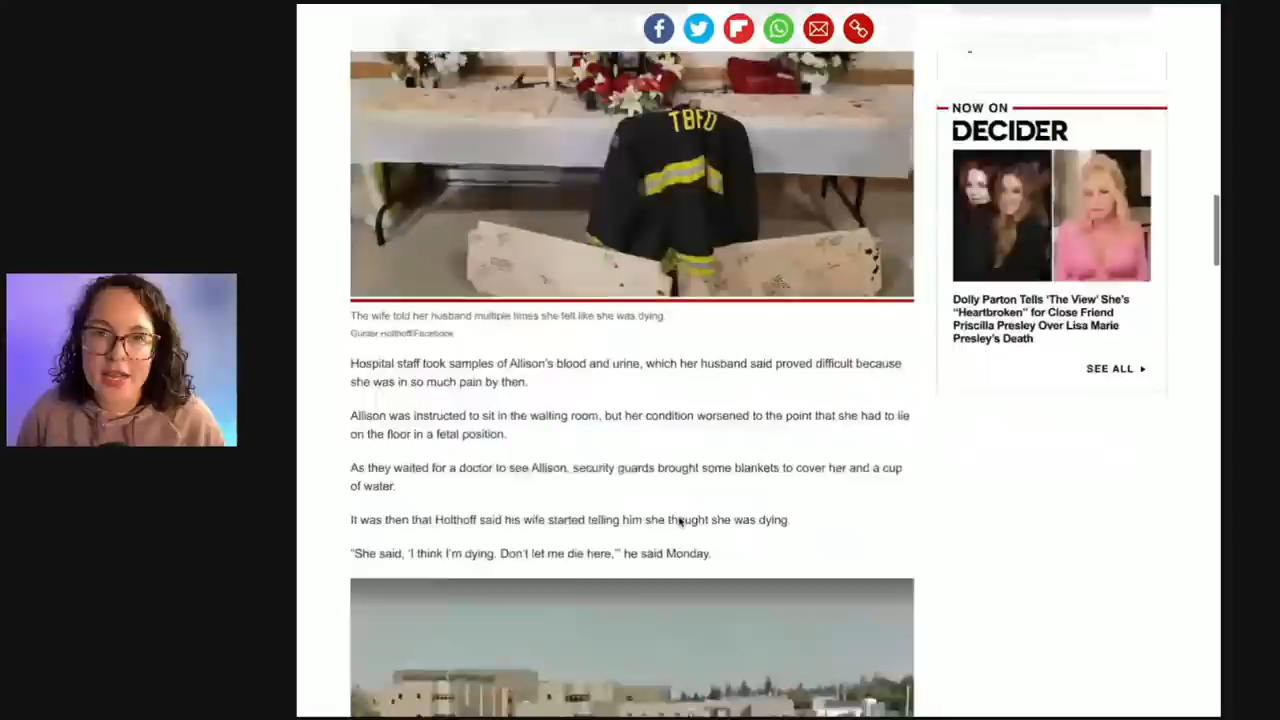 TBFD
NOW ON
DECIDER
Dolly Parton Tells ‘The View’ She’s
“Heartbroken” for Close Friend
Priscilla Presley Over Lisa Marie
Presley’s Death
SEE ALL
The wife told her husband multiple times she felt like she was dying.
Gunter Holthoff/Facebook
Hospital staff took samples of Allison’s blood and urine, which her husband said proved difficult because
she was in so much pain by then.
Allison was instructed to sit in the waiting room, but her condition worsened to the point that she had to lie
on the floor in a fetal position.
As they waited for a doctor to see Allison, security guards brought some blankets to cover her and a cup
of water.
It was then that Holthoff said his wife started telling him she thought she was dying.
“She said, ‘I think I’m dying. Don’t let me die here,’” he said Monday.